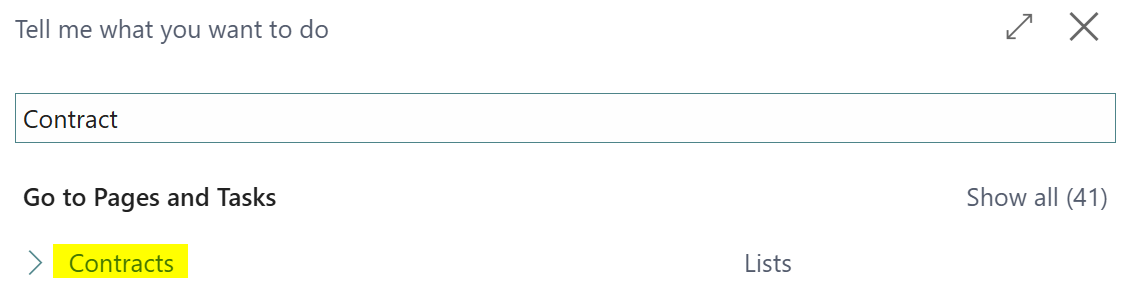 Tell me what you want to do
Contract
Go to Pages and Tasks Show all (41)
Contracts Lists